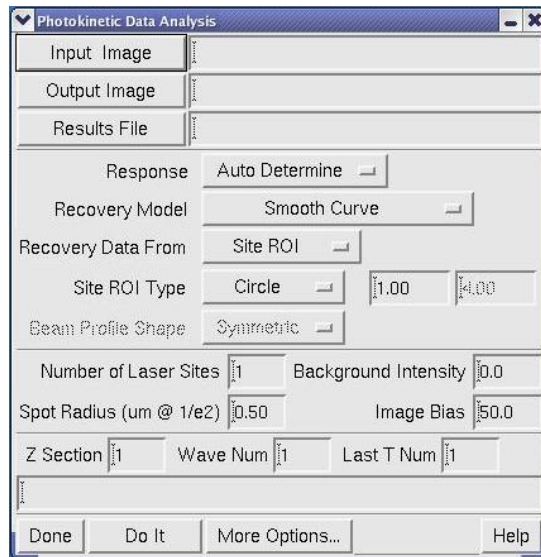 Photokinetic Data Analysis
Input Image
Output Image
Results File
Response Auto Determine
Recovery Model Smooth Curve
Recovery Data From Site ROI
Site ROI Type Circle 1.00 -4.00
Beam Profile Shape Symmetric
Number of Laser Sites 1 Background Intensity 0.0
Spot Radius (um @ 1/e2) 0.50 Image Bias 50.0
Z Section 1 Wave Num 1 Last T Num 1
Done Do It More Options... Help